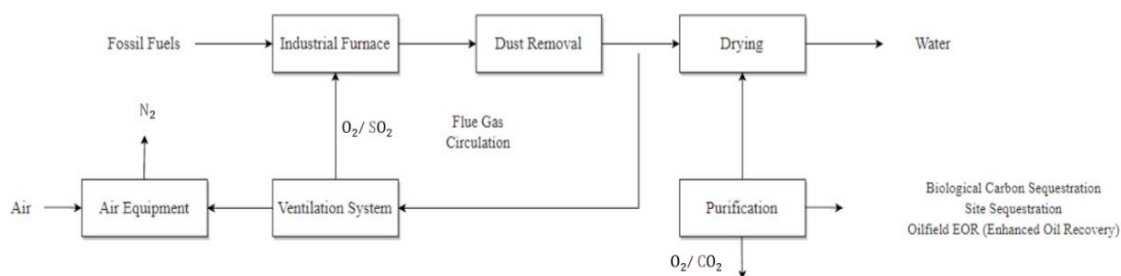 Fossil Fuels
Industrial Furnace
Dust Removal
Drying
Water
N₂
O₂/ SO₂
Flue Gas
Circulation
Air
Air Equipment
Ventilation System
Purification
Biological Carbon Sequestration
Site Sequestration
Oilfield EOR (Enhanced Oil Recovery)
O₂/ CO₂